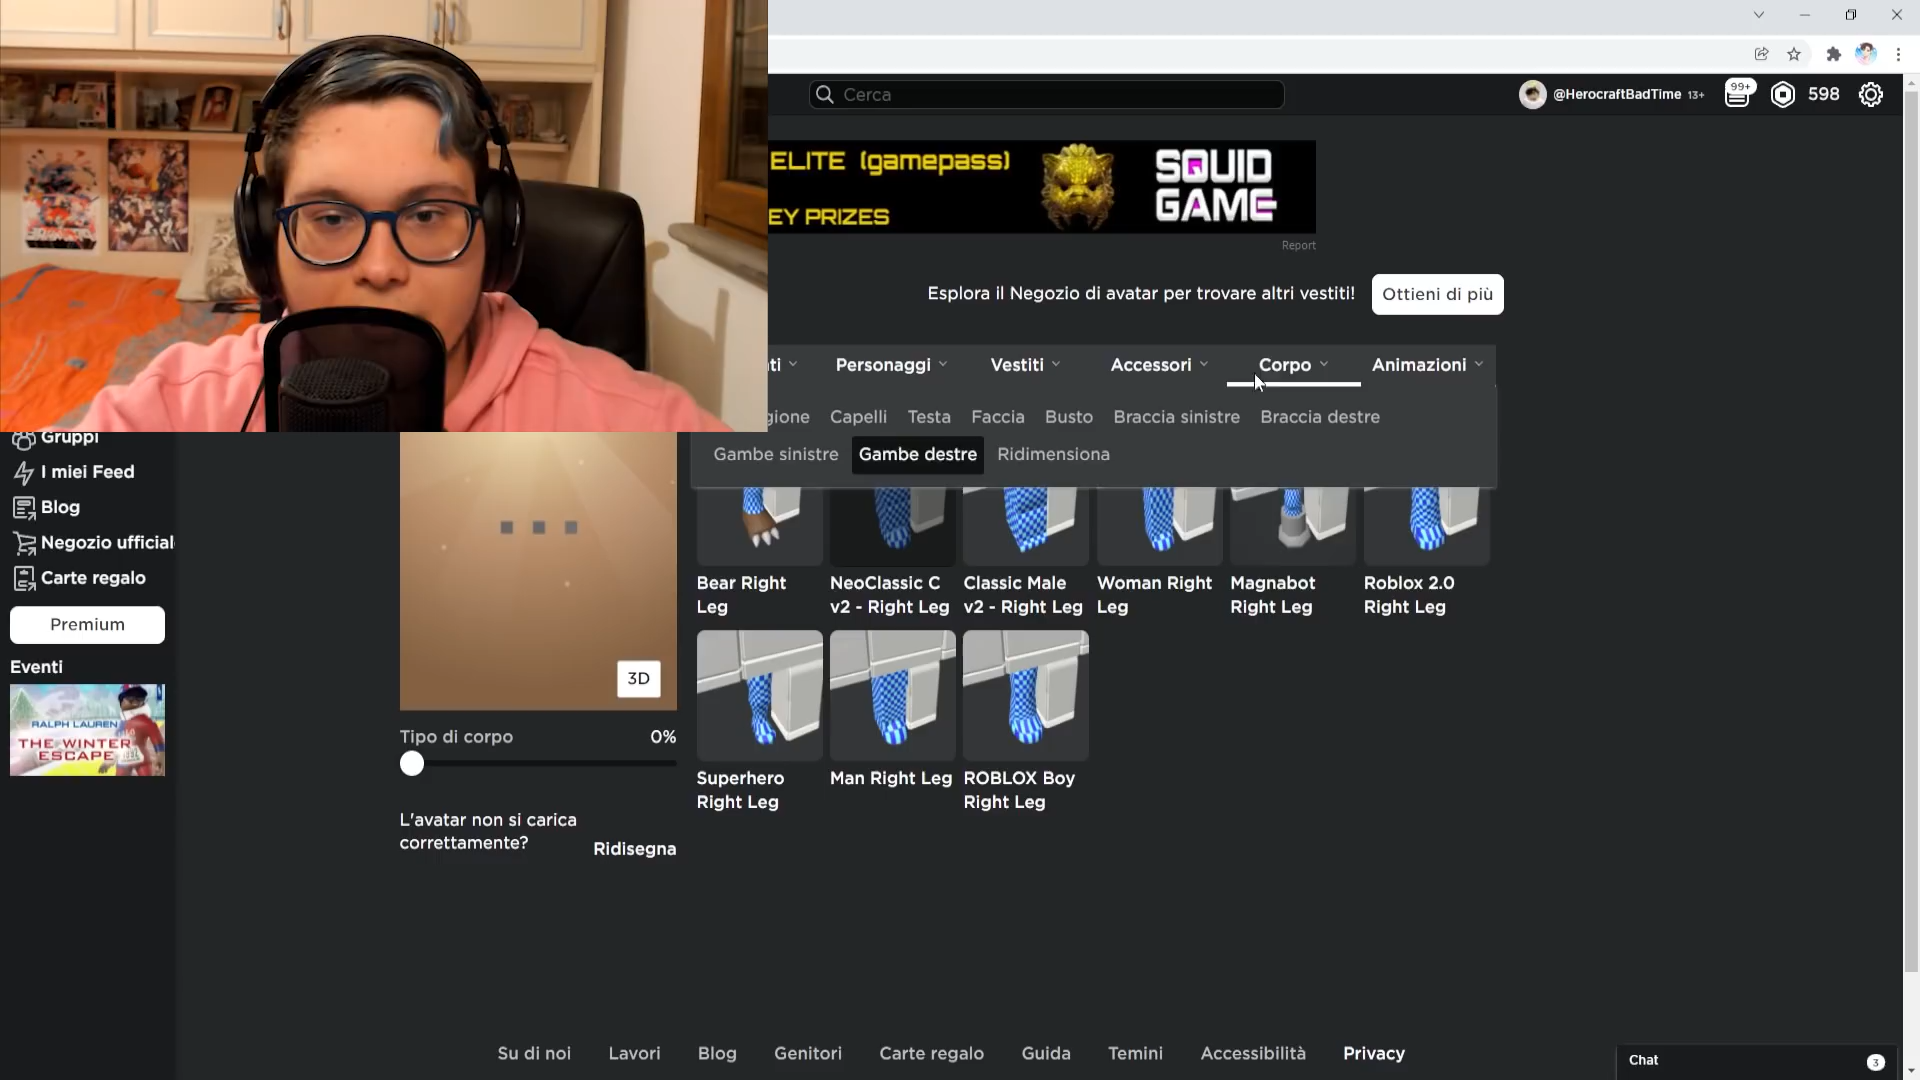 Cerca
@HerocraftBadTime 13+
99+
598
ELITE (gamepass)
EY PRIZES
SQUID
GAME
Report
Esplora il Negozio di avatar per trovare altri vestiti!
Ottieni di più
ti
Personaggi
Vestiti
Accessori
Corpo
Animazioni
gione
Capelli
Testa
Faccia
Busto
Braccia sinistre
Braccia destre
Gambe sinistre
Gambe destre
Ridimensiona
Gruppi
I miei Feed
Blog
Negozio ufficial
Carte regalo
Premium
Eventi
RALPH LAUREN
THE WINTER
ESCAPE
3D
Tipo di corpo
0%
L'avatar non si carica
correttamente?
Ridisegna
Bear Right
Leg
NeoClassic C
v2 - Right Leg
Classic Male
v2 - Right Leg
Woman Right
Leg
Magnabot
Right Leg
Roblox 2.0
Right Leg
Superhero
Right Leg
Man Right Leg
ROBLOX Boy
Right Leg
Su di noi
Lavori
Blog
Genitori
Carte regalo
Guida
Temini
Accessibilità
Privacy
Chat
3